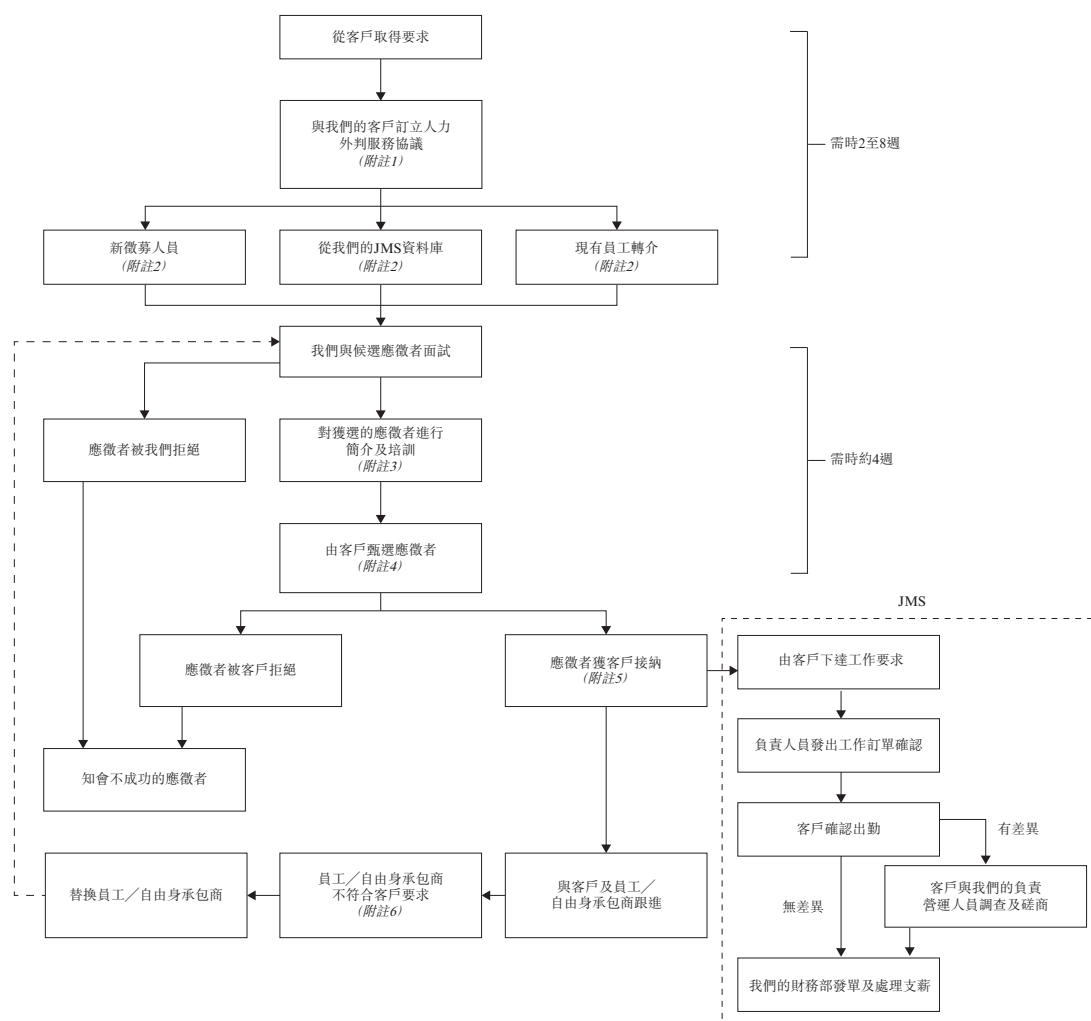 從客戶取得要求
與我們的客戶訂立人力
外判服務協議
(附註1)
需時2至8週
新徵募人員
(附註2)
從我們的JMS資料庫
(附註2)
現有員工轉介
(附註2)
我們與候選應徵者面試
應徵者被我們拒絕
對獲選的應徵者進行
簡介及培訓
(附註3)
需時約4週
由客戶甄選應徵者
(附註4)
JMS
應徵者被客戶拒絕
應徵者獲客戶接納
(附註5)
由客戶下達工作要求
知會不成功的應徵者
負責人員發出工作訂單確認
客戶確認出勤
有差異
替換員工／自由身承包商
員工／自由身承包商
不符合客戶要求
(附註6)
與客戶及員工／
自由身承包商跟進
無差異
客戶與我們的負責
營運人員調查及磋商
我們的財務部發單及處理支薪